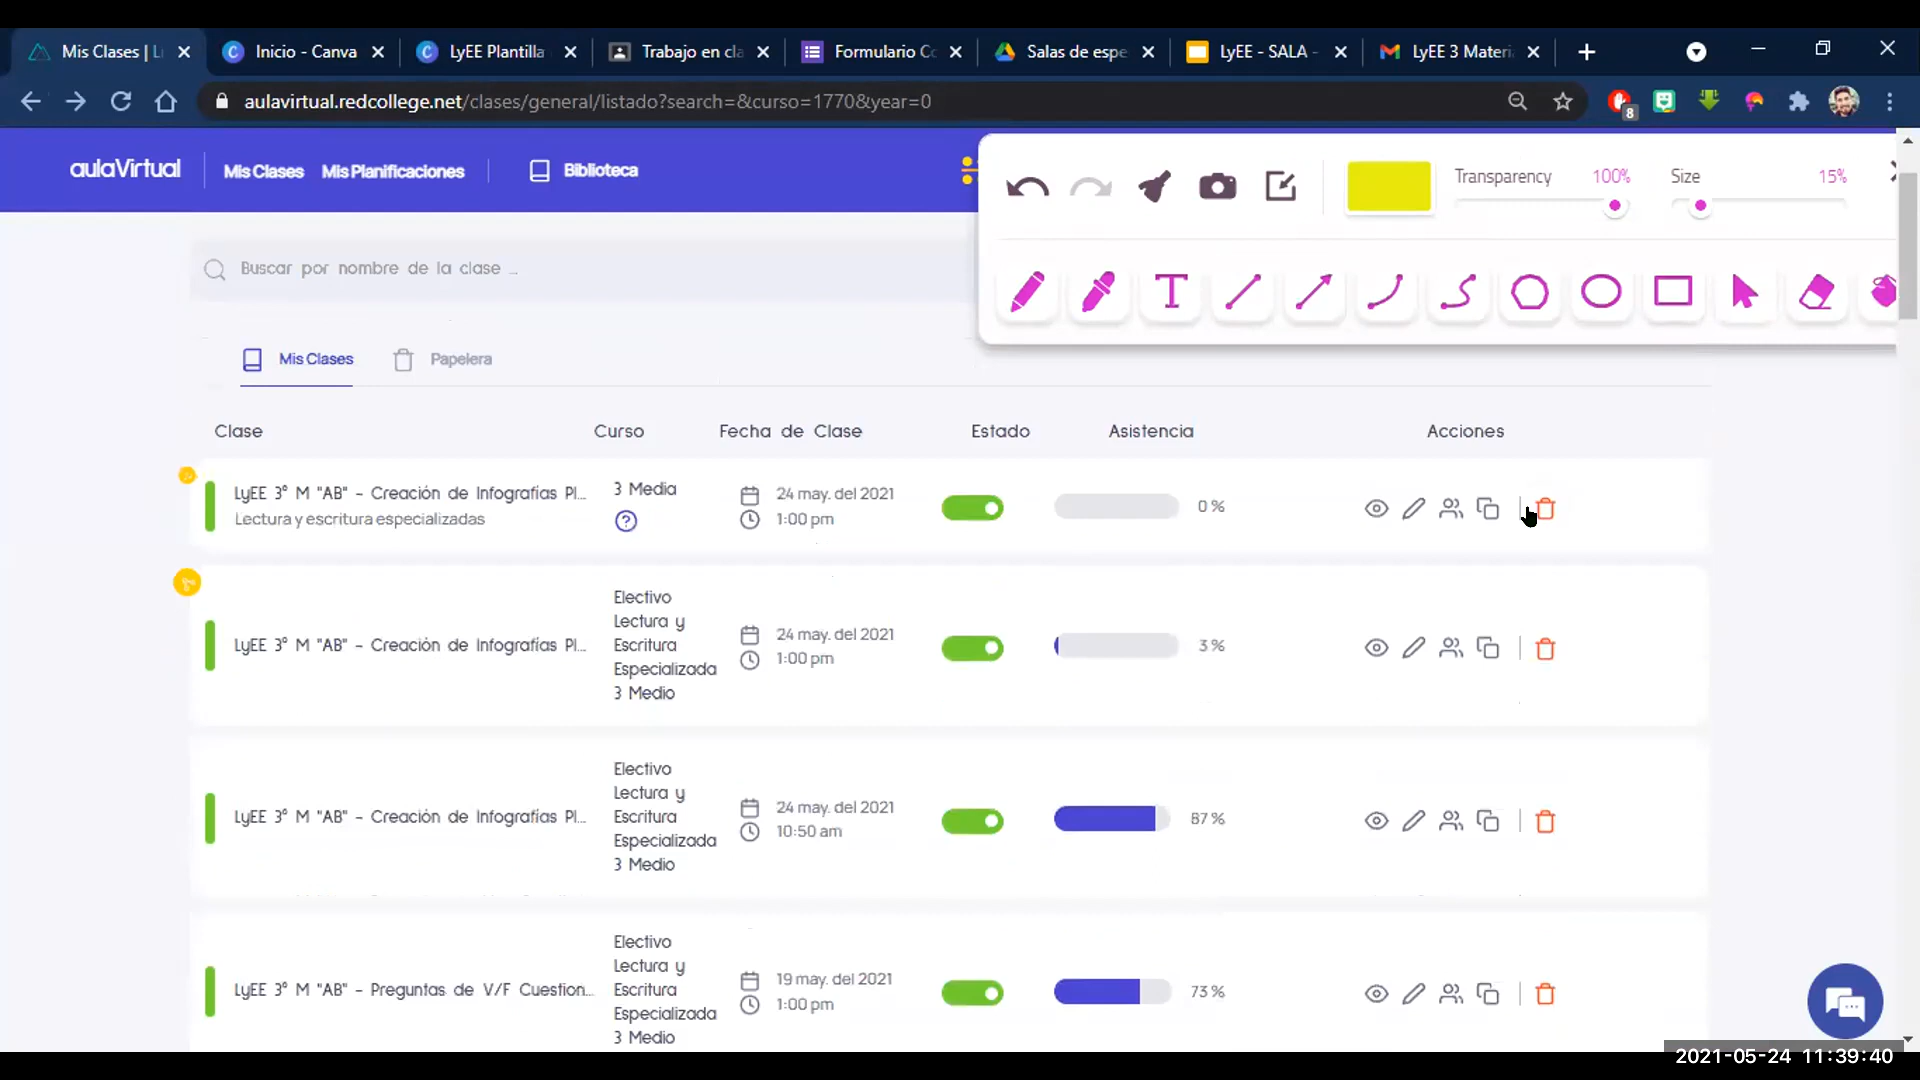 Mis Clases | L
Inicio - Canva
LyEE Plantilla
Trabajo en cla
Formulario Co
Salas de espe
LyEE - SALA -
LyEE 3 Materi
aulavirtual.redcollege.net/clases/general/listado?search=&curso=1770&year=0
8
aulaVirtual
Mis Clases
Mis Planificaciones
Biblioteca
Transparency
100%
Size
15%
Buscar por nombre de la clase ...
Mis Clases
Papelera
Clase
Curso
Fecha de Clase
Estado
Asistencia
Acciones
LyEE 3° M "AB" - Creación de Infografías Pl...
Lectura y escritura especializadas
3 Media
24 may. del 2021
1:00 pm
0 %
LyEE 3° M "AB" - Creación de Infografías Pl...
Electivo
Lectura y
Escritura
Especializada
3 Medio
24 may. del 2021
1:00 pm
3 %
LyEE 3° M "AB" - Creación de Infografías Pl...
Electivo
Lectura y
Escritura
Especializada
3 Medio
24 may. del 2021
10:50 am
87 %
LyEE 3° M "AB" - Preguntas de V/F Cuestion...
Electivo
Lectura y
Escritura
Especializada
3 Medio
19 may. del 2021
1:00 pm
73 %
2021-05-24 11:39:40